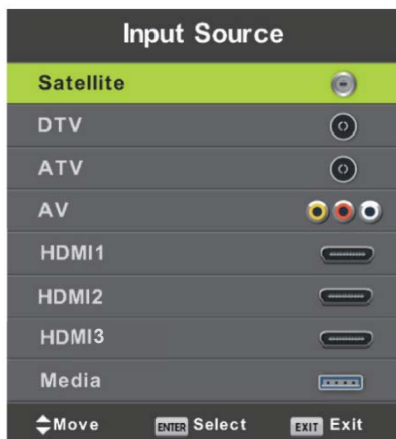 Input Source
Satellite
DTV
ATV
AV
HDMI1
HDMI2
HDMI3
Media
Move ENTER Select EXIT Exit